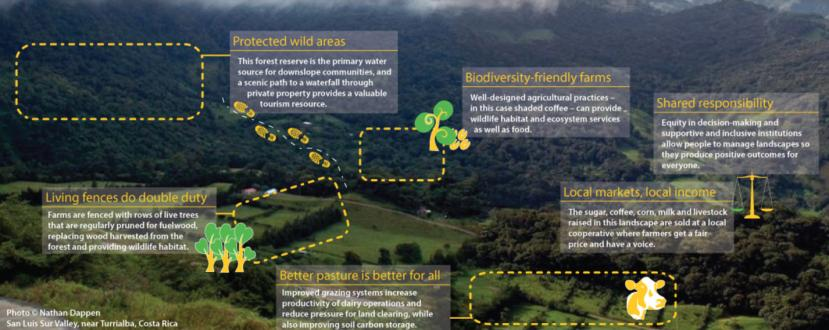 Protected wild areas
This forest reserve is the primary water
source for downslope communities, and
a scenic path to a waterfall through
private property provides a valuable
tourism resource.
Biodiversity-friendly farms
Well-designed agricultural practices –
in this case shaded coffee – can provide
wildlife habitat and ecosystem services
as well as food.
Shared responsibility
Equity in decision-making and
supportive and inclusive institutions
allow people to manage landscapes so
they produce positive outcomes for
everyone.
Living fences do double duty
Farms are fenced with rows of live trees
that are regularly pruned for fuelwood,
replacing wood harvested from the
forest and providing wildlife habitat.
Local markets, local income
The sugar, coffee, corn, milk and livestock
raised in this landscape are sold at a local
cooperative where farmers get a fair
price and have a voice.
Better pasture is better for all
Improved grazing systems increase
productivity of dairy operations and
reduce pressure for land clearing, while
also improving soil carbon storage.
Photo © Nathan Dappen
San Luis Sur Valley, near Turrialba, Costa Rica